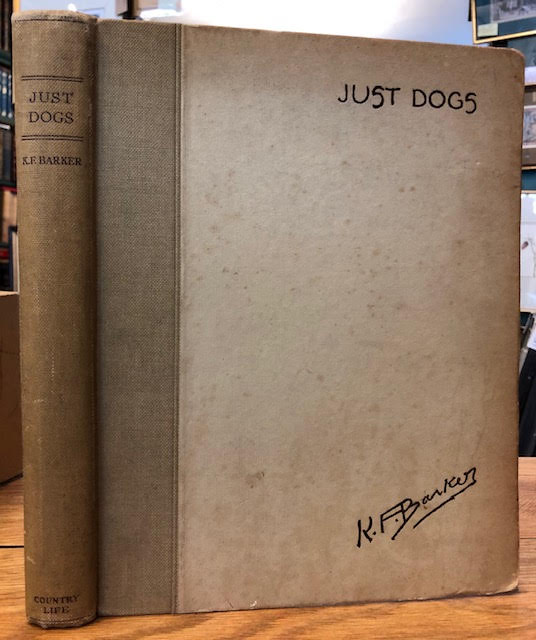 JUST
DOGS
K.F. BARKER
COUNTRY
LIFE
JUST DOGS
K.F. Barker